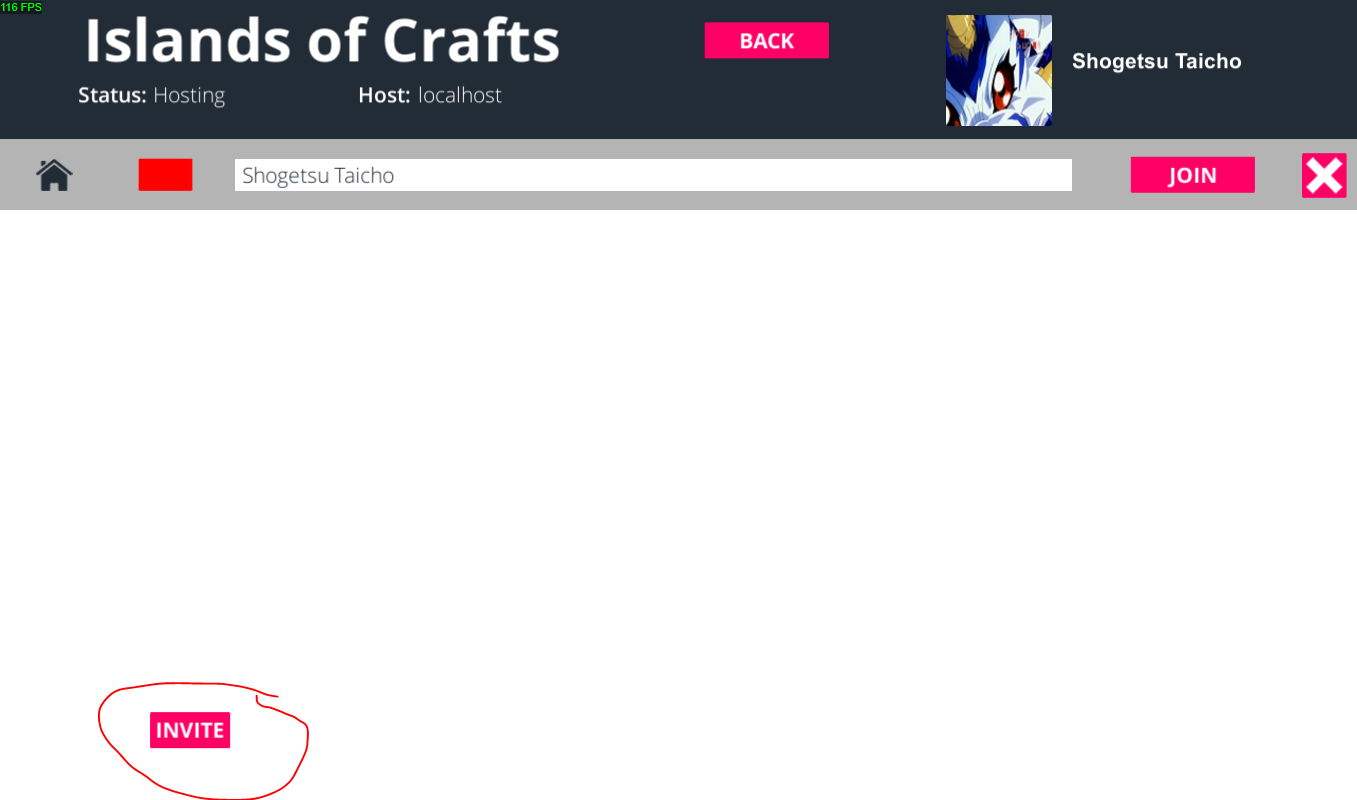 116 FPS
Islands of Crafts
BACK
Shogetsu Taicho
Status: Hosting
Host: localhost
Shogetsu Taicho
JOIN
INVITE